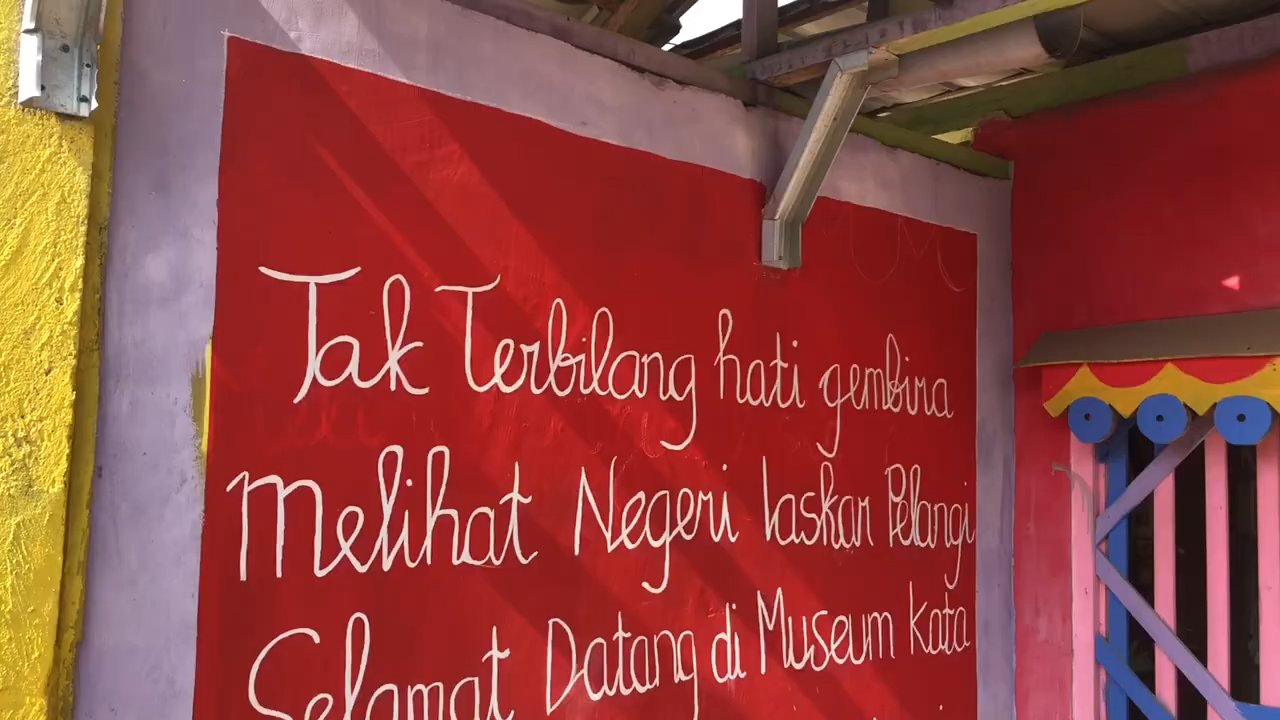 Tak Terbilang hati gembira
Melihat Negeri laskar Pelangi
Selamat Datang di Museum Kata